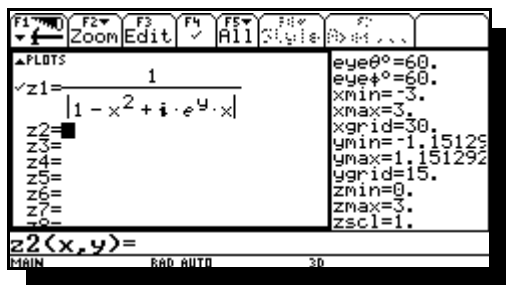 F1 F2 F3 F4 F5
Zoom Edit ✓ All Style
▲PLOTS
✓z1= 1 / |1 - x^2 + i·e^y·x|
z2=
z3=
z4=
z5=
z6=
z7=
z8=
eyeθ°=60.
eyeϕ°=60.
xmin=-3.
xmax=3.
xgrid=30.
ymin=-1.15129
ymax=1.151292
ygrid=15.
zmin=0.
zmax=3.
zscl=1.
z2(x,y)=
MAIN RAD AUTO 3D